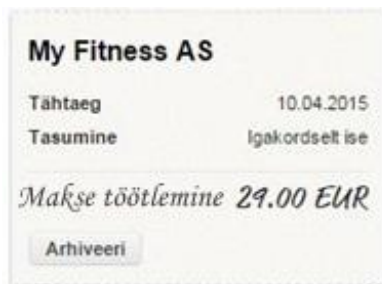 My Fitness AS
Tähtaeg 10.04.2015
Tasumine Igakordselt ise
Makse töötlemine 29.00 EUR
Arhiveeri